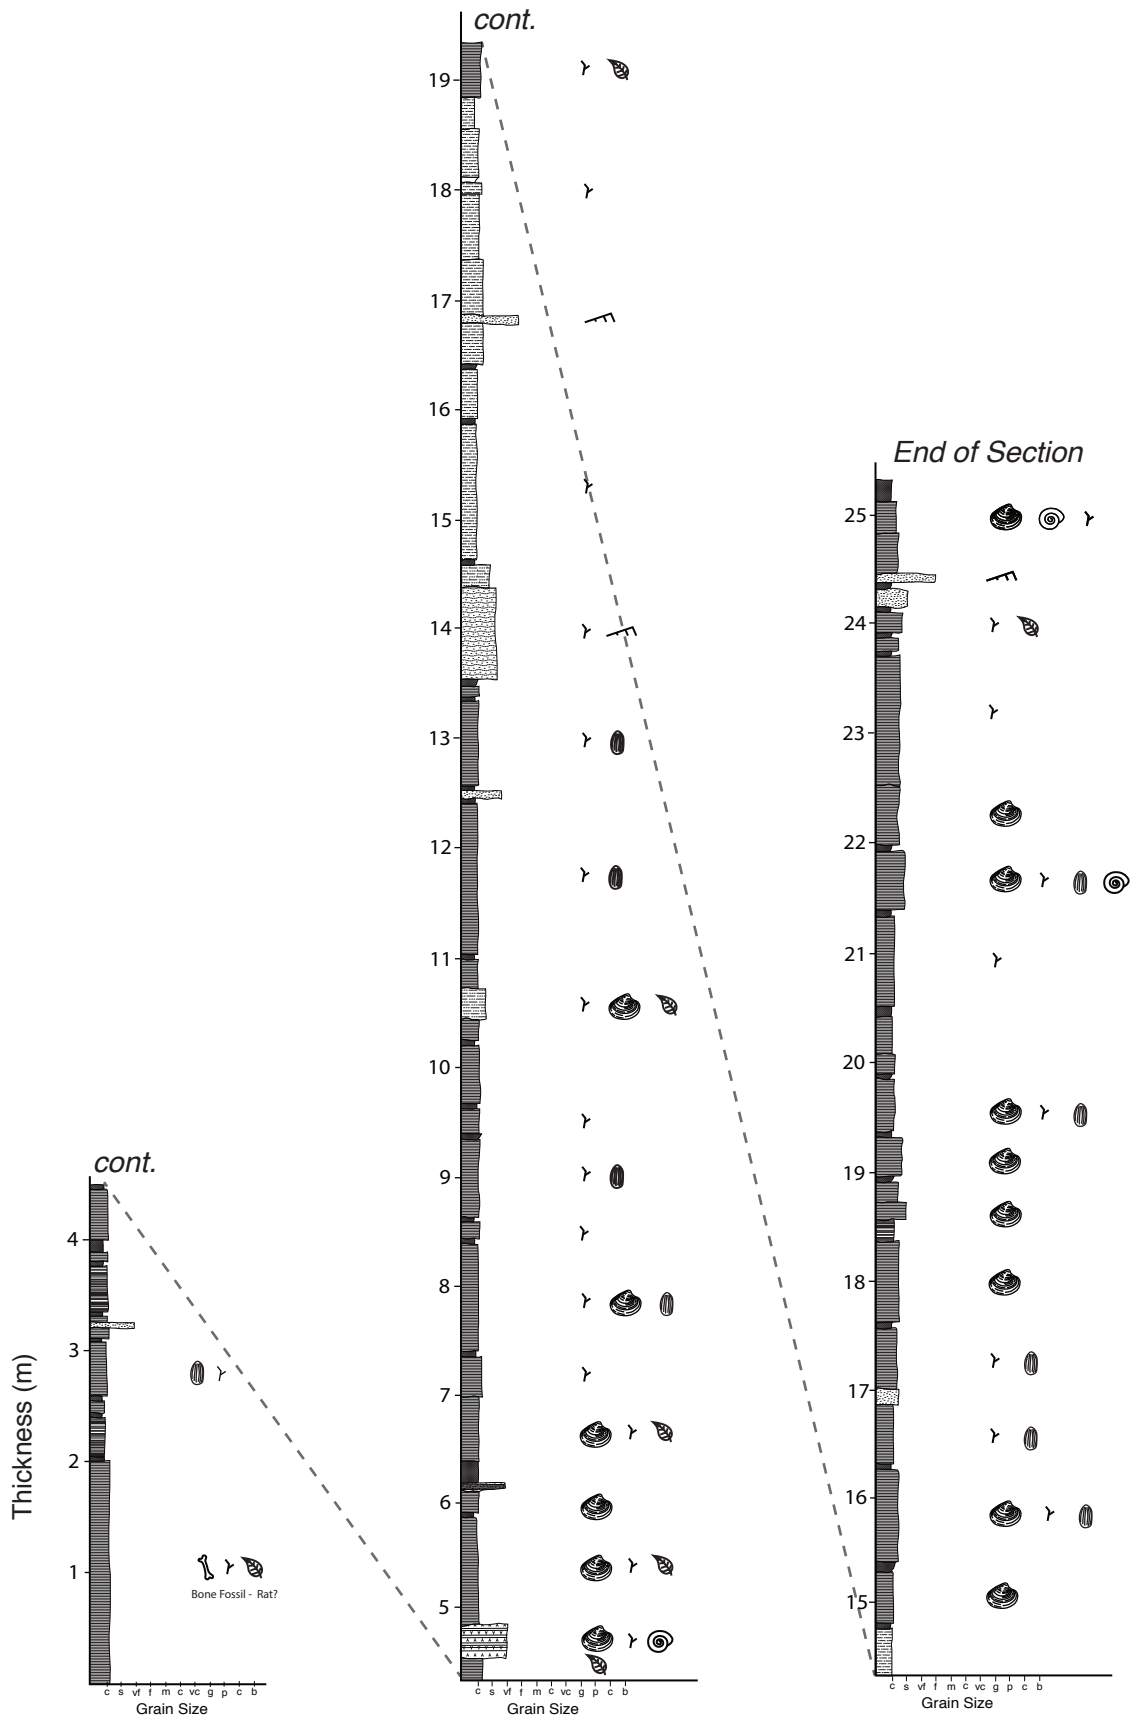 cont.
19
18
17
16
15
14
13
12
11
10
9
8
7
6
5
c s vf f m c vc g p c b
Grain Size
End of Section
25
24
23
22
21
20
19
18
17
16
15
c s vf f m c vc g p c b
Grain Size
cont.
4
3
2
1
Thickness (m)
Bone Fossil - Rat?
c s vf f m c vc g p c b
Grain Size